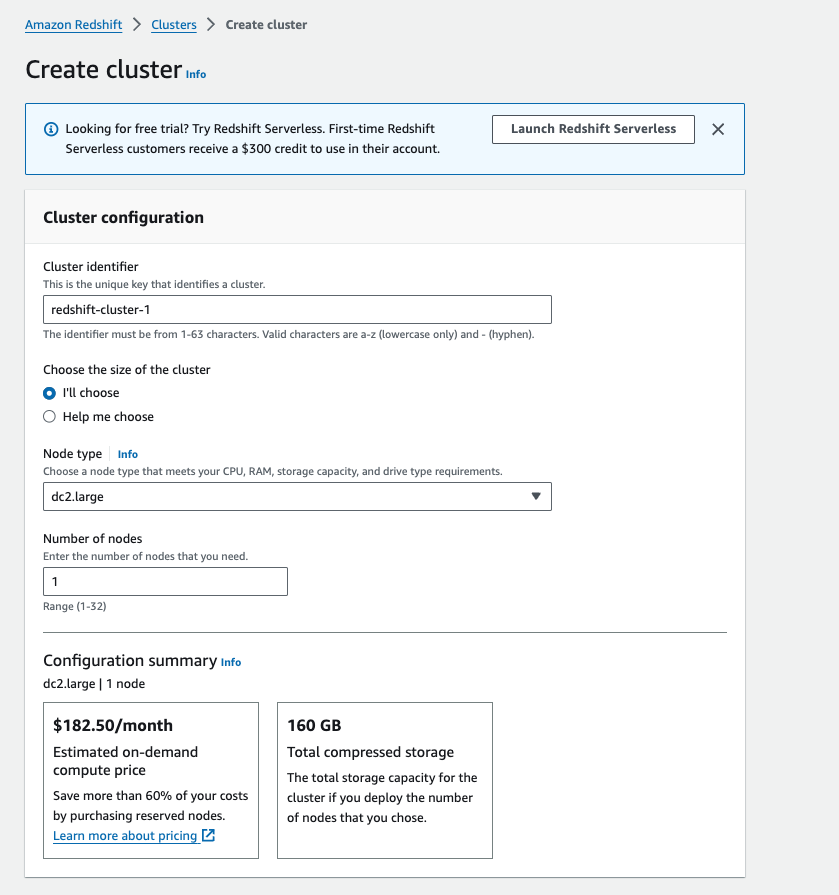 Amazon Redshift > Clusters > Create cluster
Create cluster Info
Looking for free trial? Try Redshift Serverless. First-time Redshift
Serverless customers receive a $300 credit to use in their account.
Launch Redshift Serverless
Cluster configuration
Cluster identifier
This is the unique key that identifies a cluster.
redshift-cluster-1
The identifier must be from 1-63 characters. Valid characters are a-z (lowercase only) and - (hyphen).
Choose the size of the cluster
I'll choose
Help me choose
Node type Info
Choose a node type that meets your CPU, RAM, storage capacity, and drive type requirements.
dc2.large
Number of nodes
Enter the number of nodes that you need.
1
Range (1-32)
Configuration summary Info
dc2.large | 1 node
$182.50/month
Estimated on-demand
compute price
Save more than 60% of your costs
by purchasing reserved nodes.
Learn more about pricing
160 GB
Total compressed storage
The total storage capacity for the
cluster if you deploy the number
of nodes that you chose.